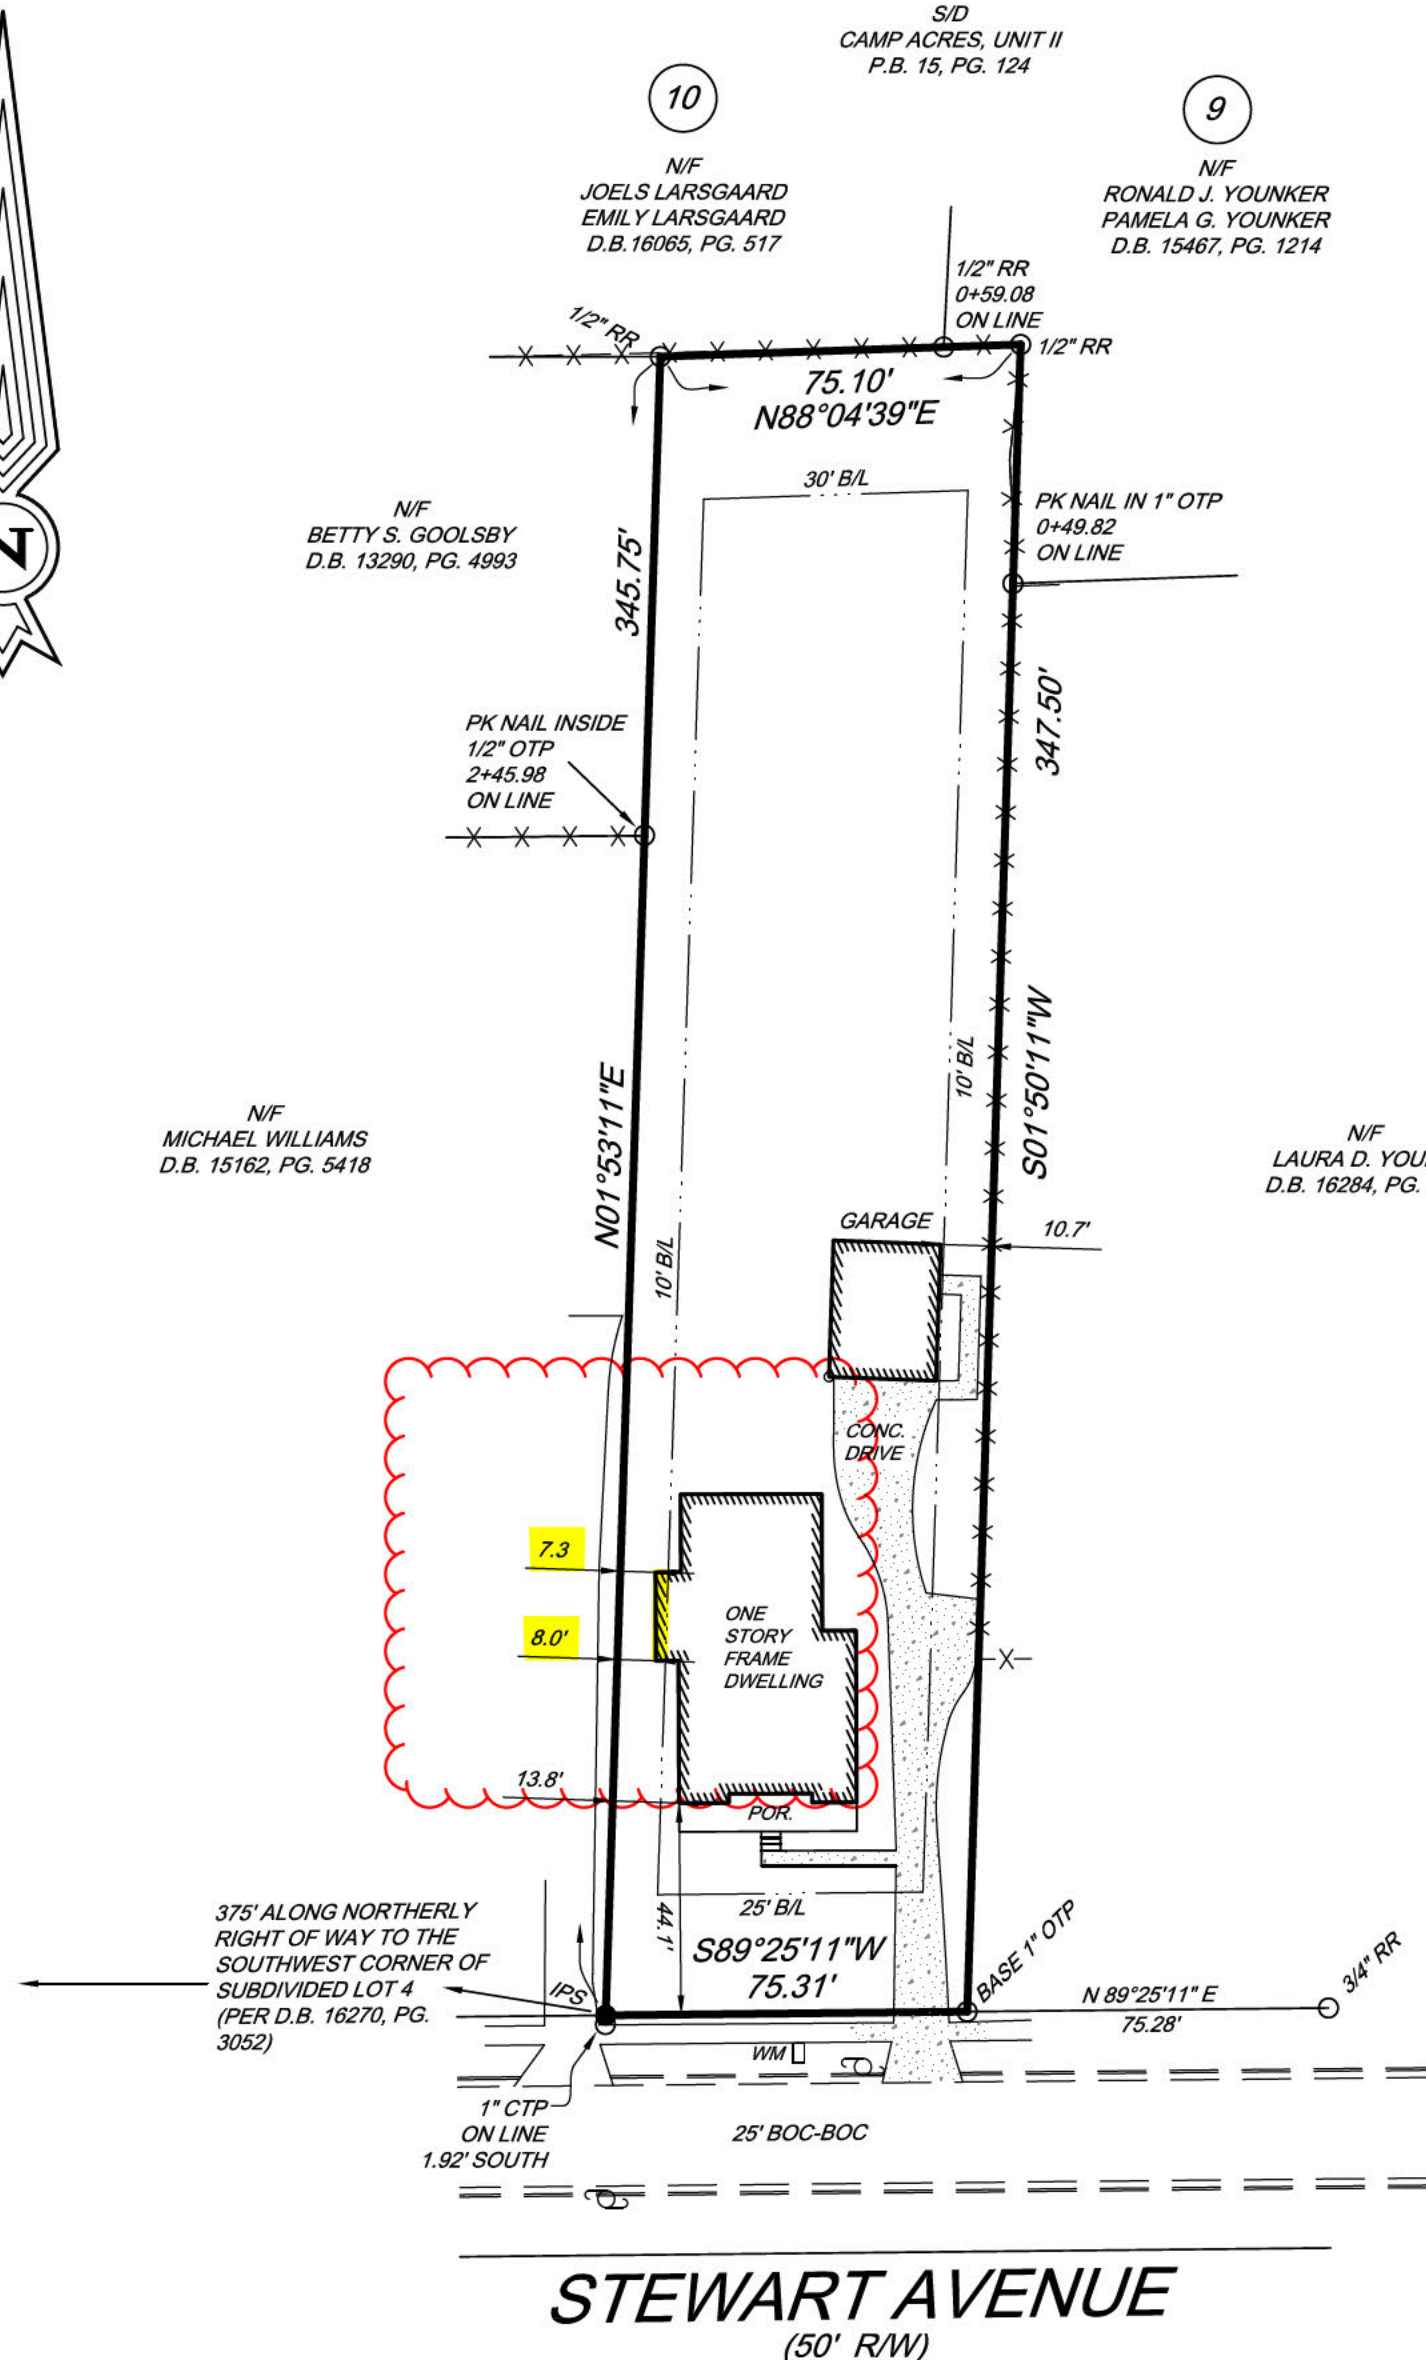 S/D
CAMP ACRES, UNIT II
P.B. 15, PG. 124
10
9
N/F
JOELS LARSGAARD
EMILY LARSGAARD
D.B.16065, PG. 517
N/F
RONALD J. YOUNKER
PAMELA G. YOUNKER
D.B. 15467, PG. 1214
1/2" RR
0+59.08
ON LINE
1/2" RR
1/2" RR
75.10'
N88°04'39"E
30' B/L
N/F
BETTY S. GOOLSBY
D.B. 13290, PG. 4993
PK NAIL IN 1" OTP
0+49.82
ON LINE
N
345.75'
347.50'
PK NAIL INSIDE
1/2" OTP
2+45.98
ON LINE
N01°53'11"E
S01°50'11"W
10' B/L
N/F
MICHAEL WILLIAMS
D.B. 15162, PG. 5418
N/F
LAURA D.
D.B. 16284, PG.
GARAGE
10.7'
10' B/L
CONC.
DRIVE
7.3
8.0'
ONE
STORY
FRAME
DWELLING
13.8'
POR.
25' B/L
44.1'
S89°25'11"W
75.31'
375' ALONG NORTHERLY
RIGHT OF WAY TO THE
SOUTHWEST CORNER OF
SUBDIVIDED LOT 4
(PER D.B. 16270, PG.
3052)
IPS
BASE 1" OTP
3/4" RR
N 89°25'11" E
75.28'
WM
1" CTP
ON LINE
1.92' SOUTH
25' BOC-BOC
STEWART AVENUE
(50' R/W)